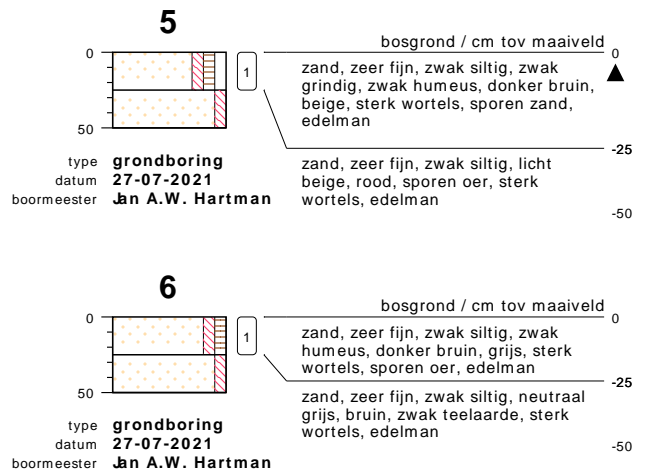 5
bosgrond / cm tov maaiveld
0
0
1
zand, zeer fijn, zwak siltig, zwak
grindig, zwak humeus, donker bruin,
beige, sterk wortels, sporen zand,
edelman
50
-25
type grondboring
datum 27-07-2021
boormeester Jan A.W. Hartman
zand, zeer fijn, zwak siltig, licht
beige, rood, sporen oer, sterk
wortels, edelman
-50
6
bosgrond / cm tov maaiveld
0
0
1
zand, zeer fijn, zwak siltig, zwak
humeus, donker bruin, grijs, sterk
wortels, sporen oer, edelman
50
-25
type grondboring
datum 27-07-2021
boormeester Jan A.W. Hartman
zand, zeer fijn, zwak siltig, neutraal
grijs, bruin, zwak teelaarde, sterk
wortels, edelman
-50